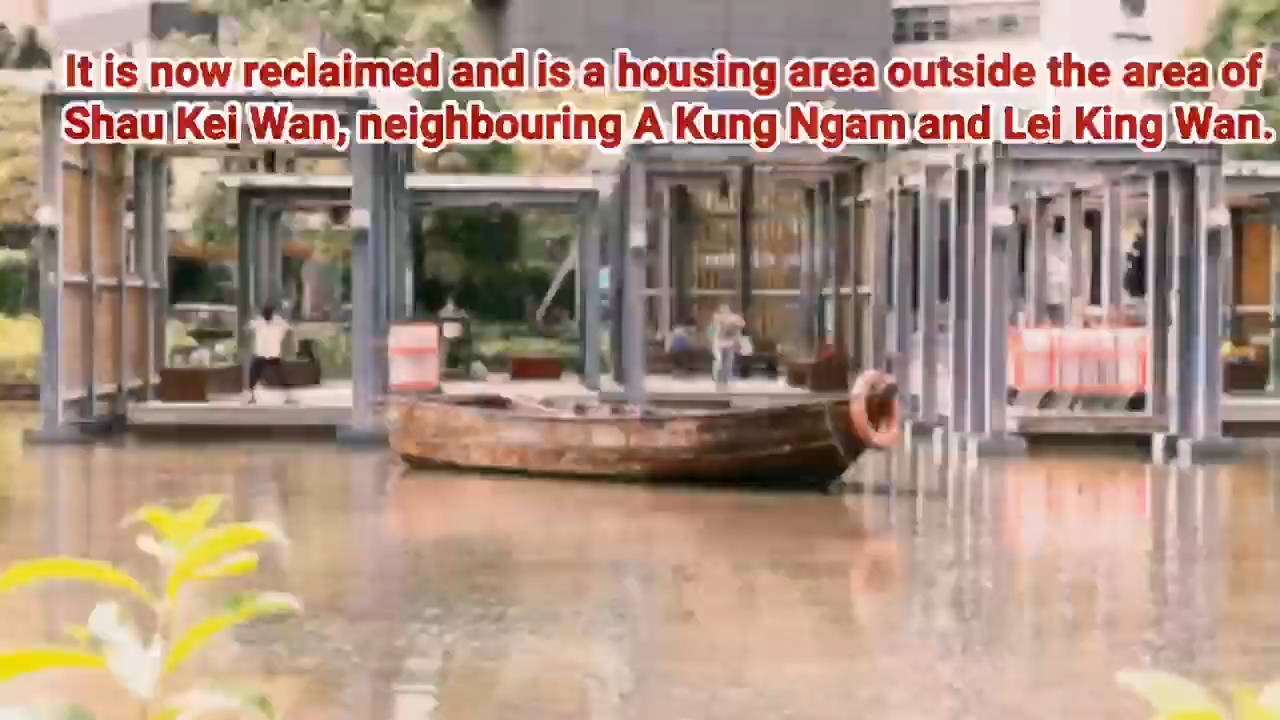 It is now reclaimed and is a housing area outside the area of
Shau Kei Wan, neighbouring A Kung Ngam and Lei King Wan.